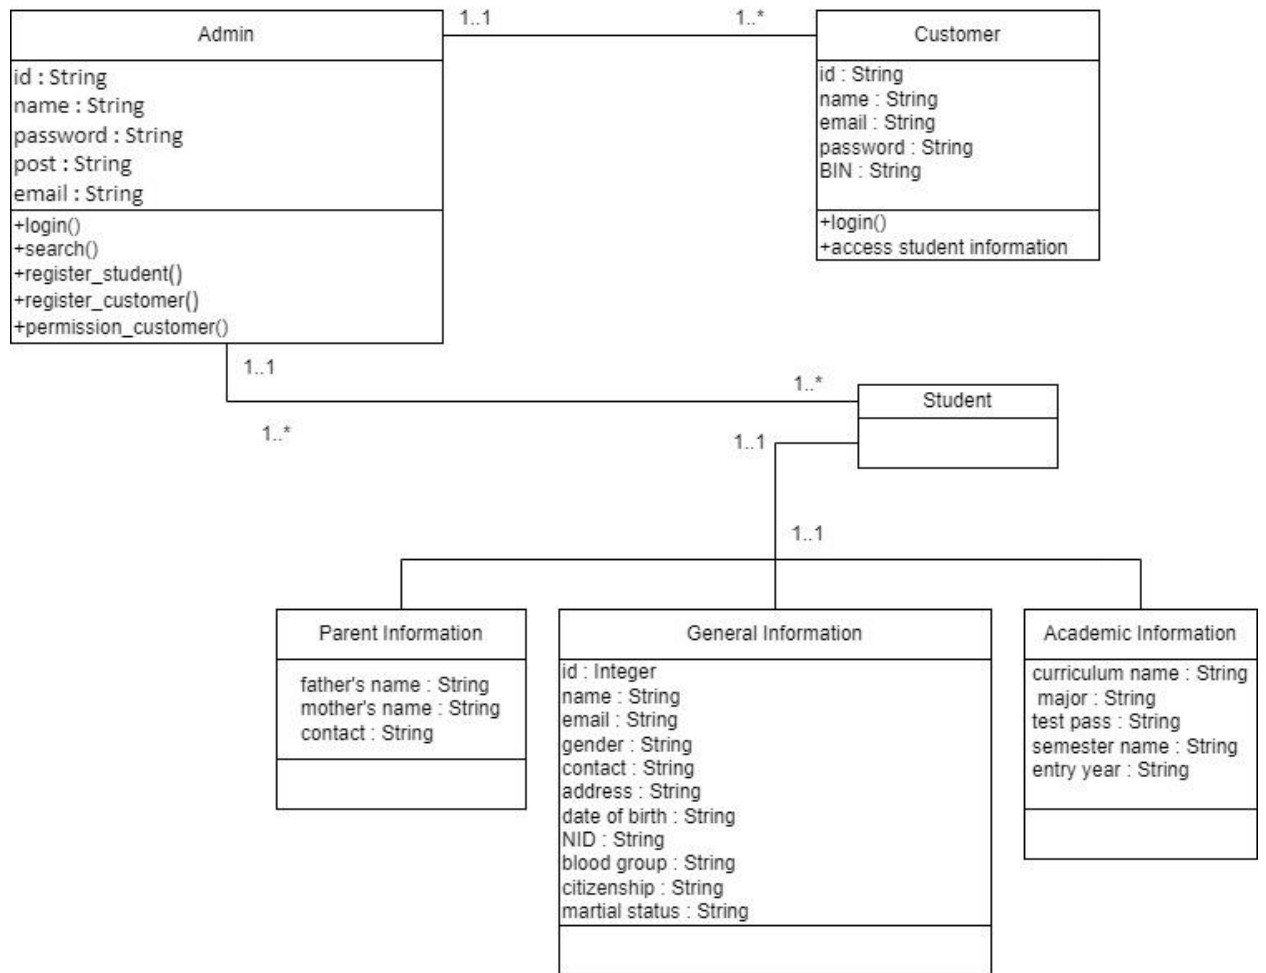 1..1
1..*
Admin
id : String
name : String
password : String
post : String
email : String
+login()
+search()
+register_student()
+register_customer()
+permission_customer()
Customer
id : String
name : String
email : String
password : String
BIN : String
+login()
+access student information
1..1
1..*
1..*
Student
1..1
1..1
Parent Information
father's name : String
mother's name : String
contact : String
General Information
id : Integer
name : String
email : String
gender : String
contact : String
address : String
date of birth : String
NID : String
blood group : String
citizenship : String
martial status : String
Academic Information
curriculum name : String
major : String
test pass : String
semester name : String
entry year : String